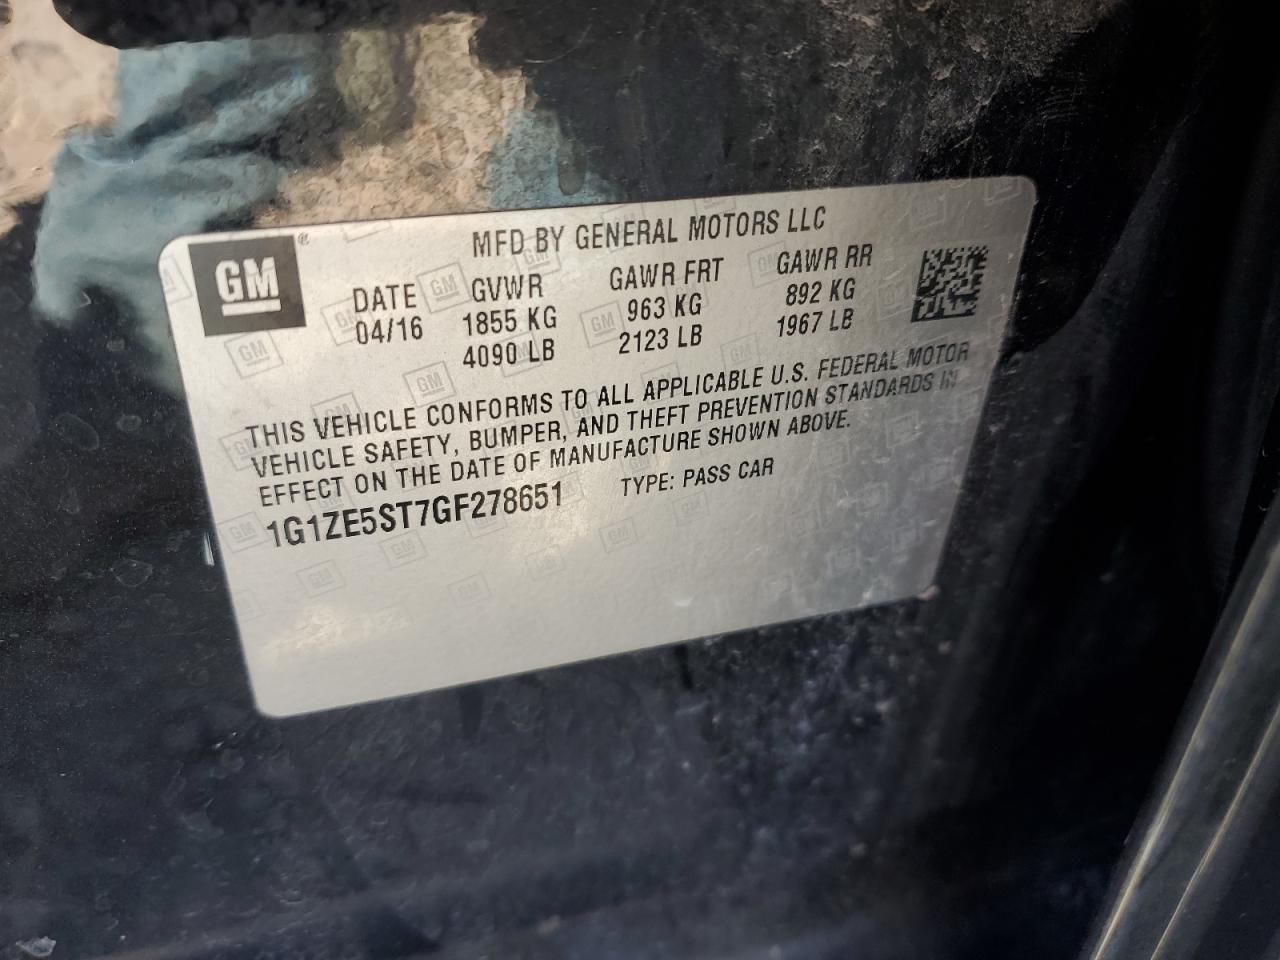 GM®
MFD BY GENERAL MOTORS LLC
DATE GVWR GAWR FRT GAWR RR
04/16 1855 KG 963 KG 892 KG
4090 LB 2123 LB 1967 LB
THIS VEHICLE CONFORMS TO ALL APPLICABLE U.S. FEDERAL MOTOR
VEHICLE SAFETY, BUMPER, AND THEFT PREVENTION STANDARDS IN
EFFECT ON THE DATE OF MANUFACTURE SHOWN ABOVE.
1G1ZE5ST7GF278651 TYPE: PASS CAR